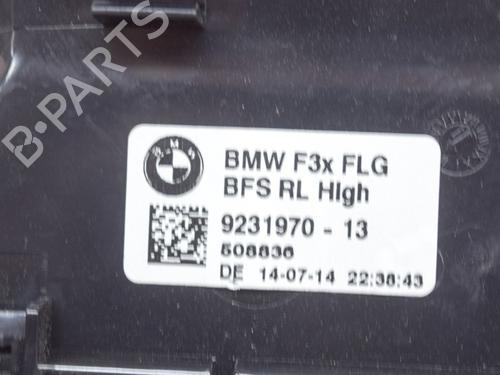 B-PARTS
BMW
BMW F3x FLG
BFS RL High
9231970 - 13
508836
DE 14-07-14 22:38:43